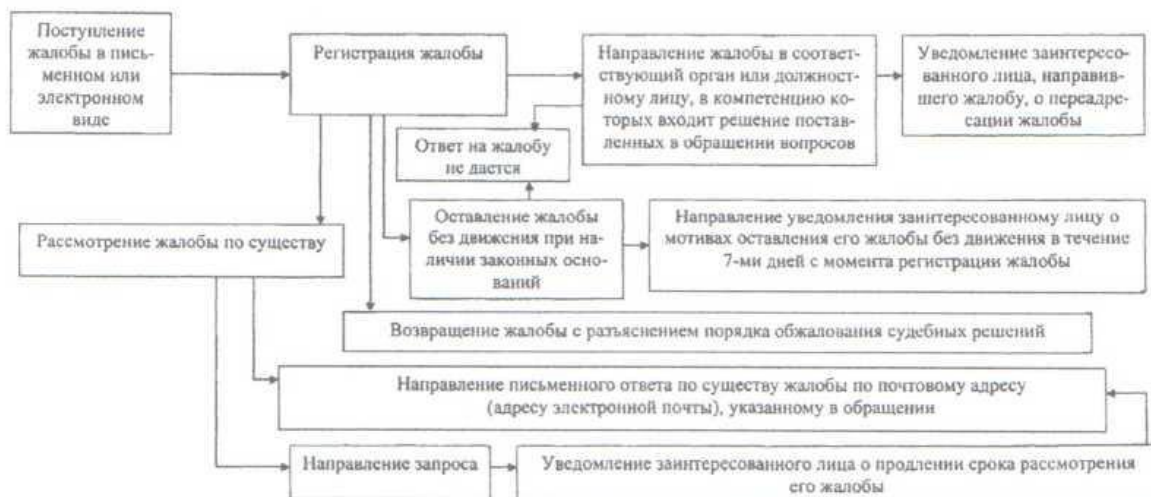 Поступление
жалобы в пись-
менном или
электронном
виде
Регистрация жалобы
Направление жалобы в соответ-
ствующий орган или должност-
ному лицу, в компетенцию ко-
торых входит решение постав-
ленных в обращении вопросов
Уведомление заинтересо-
ванного лица, направив-
шего жалобу, о переадре-
сации жалобы
Ответ на жалобу
не дается
Рассмотрение жалобы по существу
Оставление жалобы
без движения при на-
личии законных осно-
ваний
Направление уведомления заинтересованному лицу о
мотивах оставления его жалобы без движения в течение
7-ми дней с момента регистрации жалобы
Возвращение жалобы с разъяснением порядка обжалования судебных решений
Направление письменного ответа по существу жалобы по почтовому адресу
(адресу электронной почты), указанному в обращении
Направление запроса
Уведомление заинтересованного лица о продлении срока рассмотрения
его жалобы